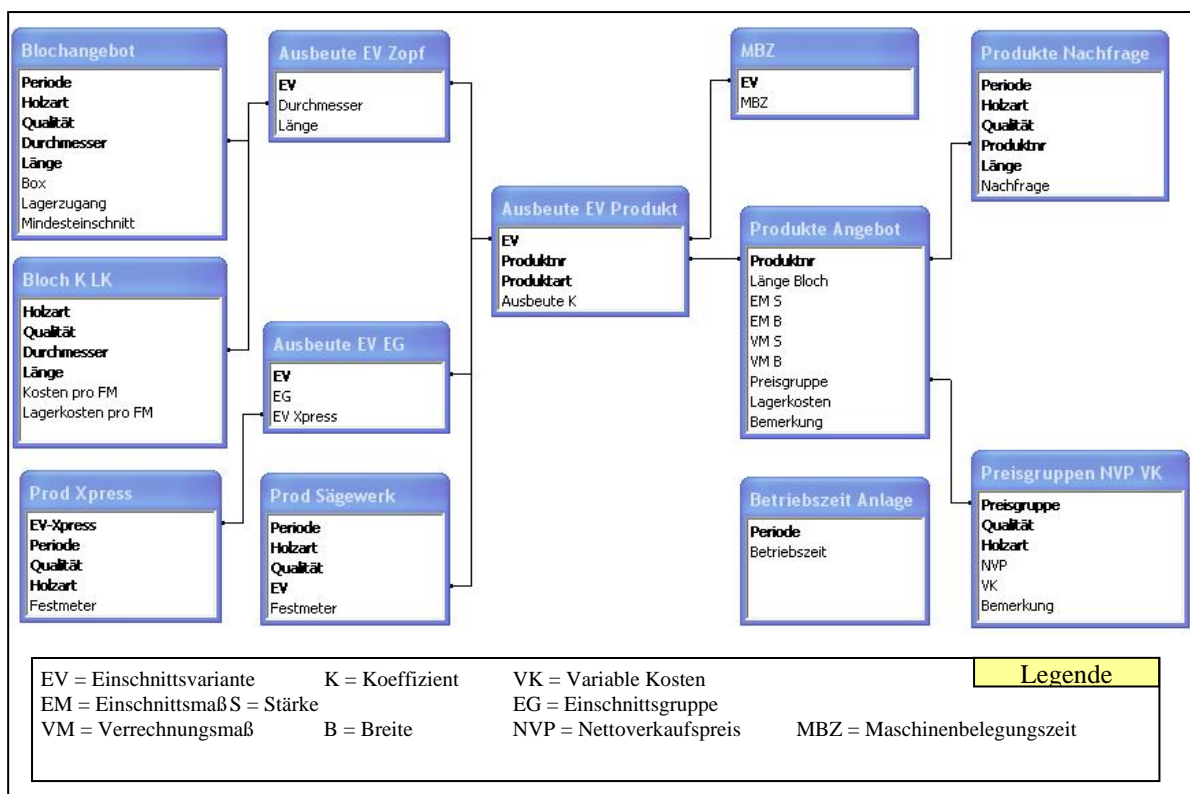 Blochangebot
Periode
Holzart
Qualität
Durchmesser
Länge
Box
Lagerzugang
Mindesteinschnitt
Bloch K LK
Holzart
Qualität
Durchmesser
Länge
Kosten pro FM
Lagerkosten pro FM
Prod Xpress
EV-Xpress
Periode
Qualität
Holzart
Festmeter
Ausbeute EV Zopf
EV
Durchmesser
Länge
Ausbeute EV EG
EV
EG
EV Xpress
Prod Sägewerk
Periode
Holzart
Qualität
EV
Festmeter
Ausbeute EV Produkt
EV
Produktnr
Produktart
Ausbeute K
MBZ
EV
MBZ
Produkte Angebot
Produktnr
Länge Bloch
EM S
EM B
VM S
VM B
Preisgruppe
Lagerkosten
Bemerkung
Betriebszeit Anlage
Periode
Betriebszeit
Produkte Nachfrage
Periode
Holzart
Qualität
Produktnr
Länge
Nachfrage
Preisgruppen NVP VK
Preisgruppe
Qualität
Holzart
NVP
VK
Bemerkung
Legende
EV = Einschnittsvariante K = Koeffizient VK = Variable Kosten
EM = Einschnittsmaß S = Stärke EG = Einschnittsgruppe
VM = Verrechnungsmaß B = Breite NVP = Nettoverkaufspreis MBZ = Maschinenbelegungszeit